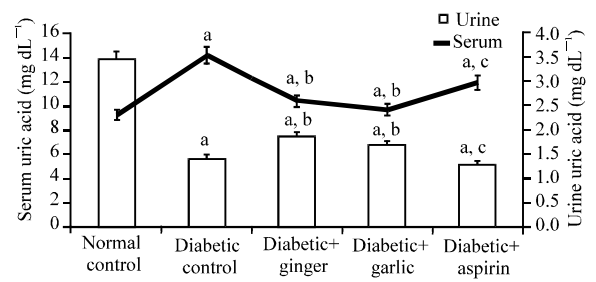 Urine
Serum
Serum uric acid (mg dL⁻¹)
16
14
12
10
8
6
4
2
0
a
a, b
a, b
a, c
a
a, b
a, b
a, c
4.0
3.5
3.0
2.5
2.0
1.5
1.0
0.5
0.0
Urine uric acid (mg dL⁻¹)
Normal
control
Diabetic
control
Diabetic+
ginger
Diabetic+
garlic
Diabetic+
aspirin